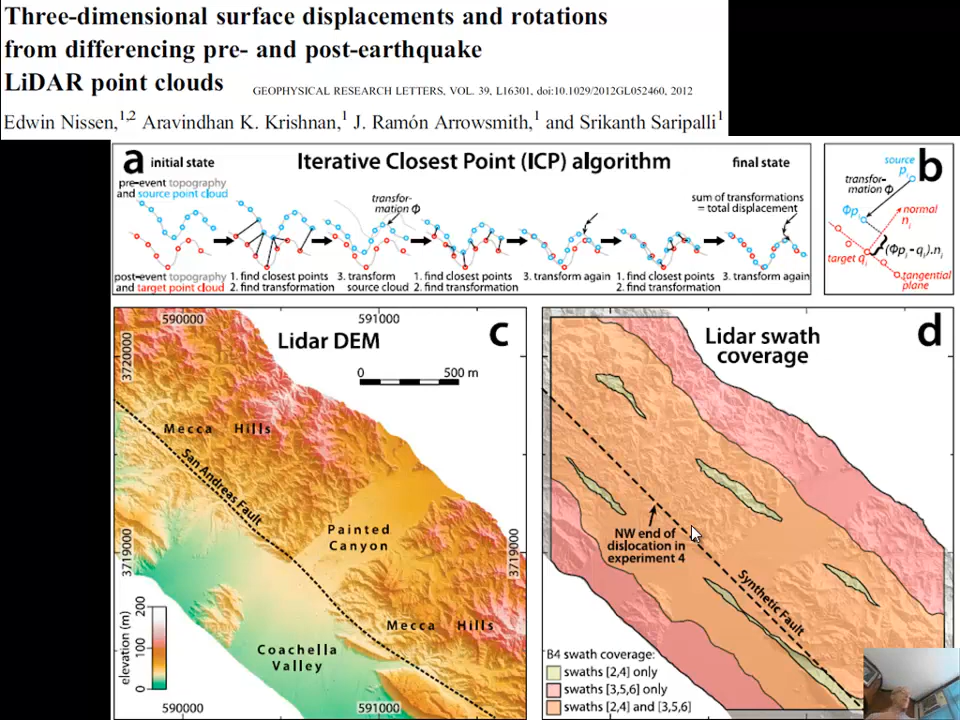 Three-dimensional surface displacements and rotations
from differencing pre- and post-earthquake
LiDAR point clouds
GEOPHYSICAL RESEARCH LETTERS, VOL. 39, L16301, doi:10.1029/2012GL052460, 2012
Edwin Nissen,1,2 Aravindhan K. Krishnan,1 J. Ramón Arrowsmith,1 and Srikanth Saripalli1
a initial state Iterative Closest Point (ICP) algorithm final state
pre-event topography
and source point cloud
transfor-
mation Φ
sum of transformations
= total displacement
post-event topography
and target point cloud
1. find closest points
2. find transformation
3. transform
source cloud
1. find closest points
2. find transformation
3. transform again
1. find closest points
2. find transformation
3. transform again
b
source
pi
transfor-
mation Φ
Φpi
normal
ni
(Φpi - qi).ni
target qi
tangential
plane
c
590000 591000
Lidar DEM
0 500 m
3720000
Mecca Hills
San Andreas Fault
Painted
Canyon
3719000
3719000
Mecca Hills
Coachella
Valley
elevation (m)
200
100
0
590000 591000
d
Lidar swath
coverage
NW end of
dislocation in
experiment 4
Synthetic Fault
B4 swath coverage:
swaths [2,4] only
swaths [3,5,6] only
swaths [2,4] and [3,5,6]